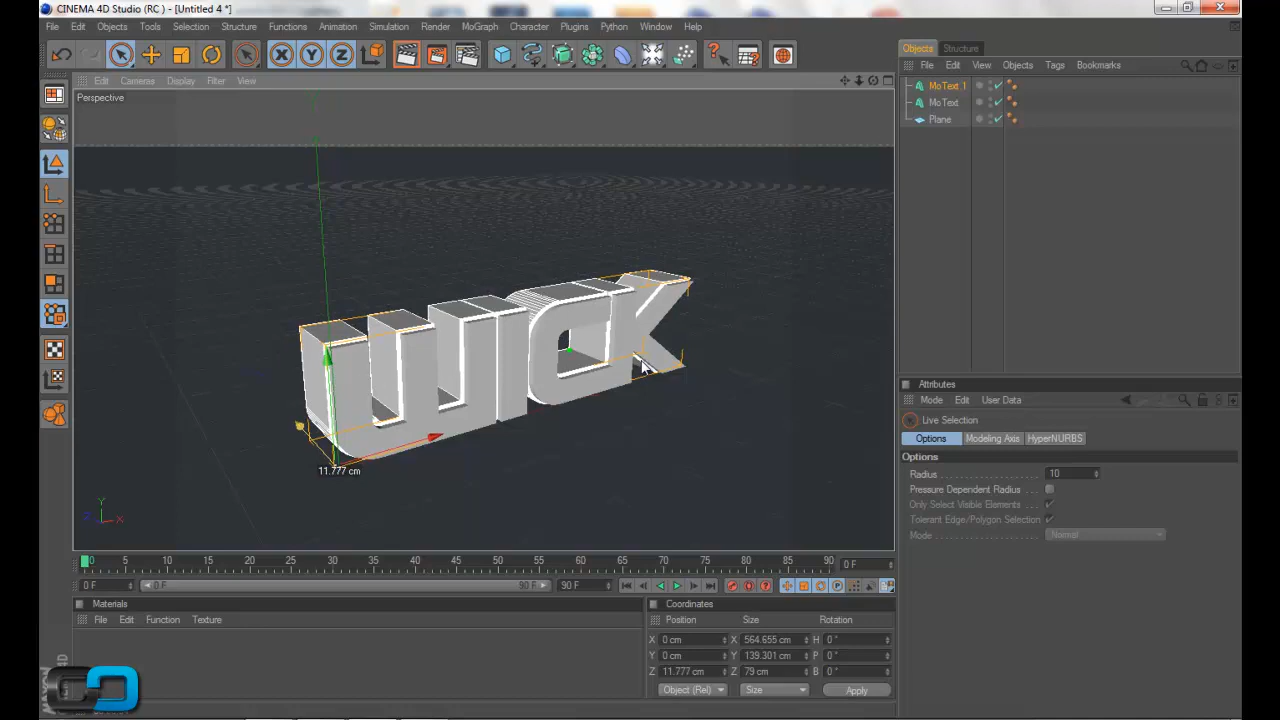 CINEMA 4D Studio (RC ) - [Untitled 4 *]
File Edit Objects Tools Selection Structure Functions Animation Simulation Render MoGraph Character Plugins Python Window Help
Objects Structure
File Edit View Objects Tags Bookmarks
Edit Cameras Display Filter View
Perspective
MoText 1
MoText
Plane
X Y Z
WICK
11.777 cm
Y
Z X
Attributes
Mode Edit User Data
Live Selection
Options Modeling Axis HyperNURBS
Options
Radius 10
Pressure Dependent Radius
Only Select Visible Elements
Tolerant Edge/Polygon Selection
Mode Normal
0 5 10 15 20 25 30 35 40 45 50 55 60 65 70 75 80 85 90 0 F
0 F 0 F 90 F 90 F
Materials
File Edit Function Texture
Coordinates
Position Size Rotation
X 0 cm X 564.655 cm H 0 °
Y 0 cm Y 139.301 cm P 0 °
Z 11.777 cm Z 79 cm B 0 °
Object (Rel) Size Apply